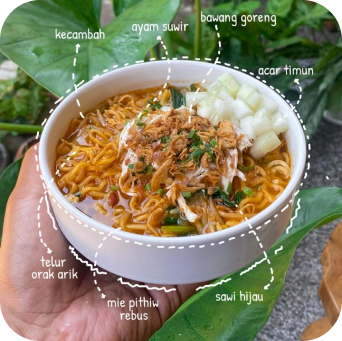 bawang goreng
ayam suwir
kecambah
acar timun
telur
orak arik
mie pithiw
rebus
sawi hijau